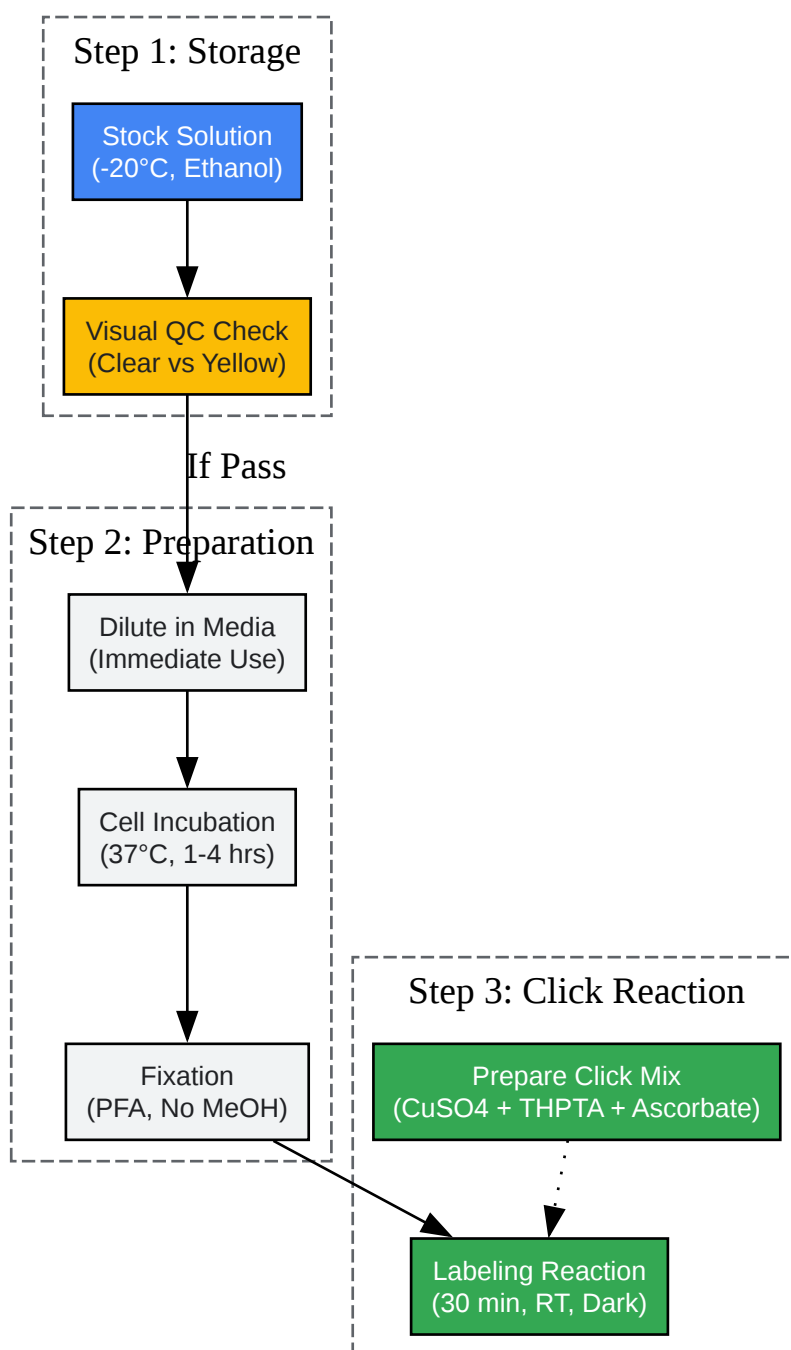 Step 1: Storage
Stock Solution
(-20°C, Ethanol)
Visual QC Check
(Clear vs Yellow)
If Pass
Step 2: Preparation
Dilute in Media
(Immediate Use)
Cell Incubation
(37°C, 1-4 hrs)
Fixation
(PFA, No MeOH)
Step 3: Click Reaction
Prepare Click Mix
(CuSO4 + THPTA + Ascorbate)
Labeling Reaction
(30 min, RT, Dark)